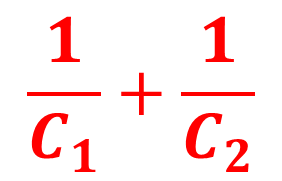 1/C₁ + 1/C₂